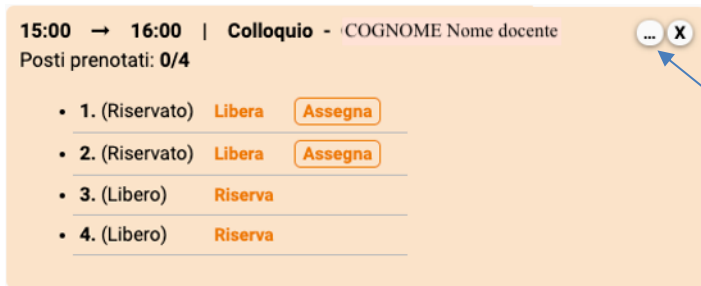 15:00 → 16:00 | Colloquio - COGNOME Nome docente ... X
Posti prenotati: 0/4
• 1. (Riservato) Libera Assegna
• 2. (Riservato) Libera Assegna
• 3. (Libero) Riserva
• 4. (Libero) Riserva